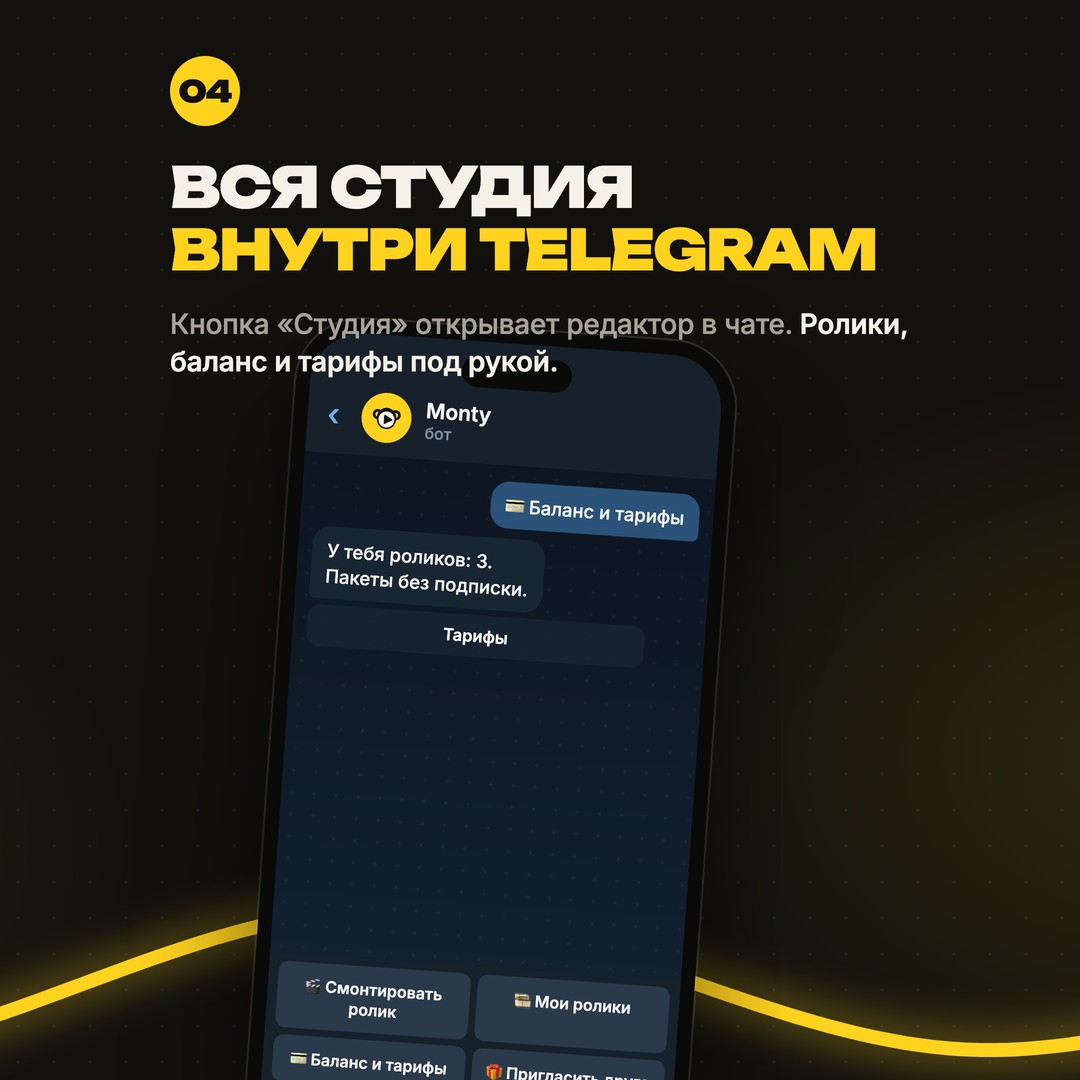 04
ВСЯ СТУДИЯ
ВНУТРИ TELEGRAM
Кнопка «Студия» открывает редактор в чате. Ролики,
баланс и тарифы под рукой.
Monty
бот
💳 Баланс и тарифы
У тебя роликов: 3.
Пакеты без подписки.
Тарифы
🎬 Смонтировать
ролик
🗂 Мои ролики
💳 Баланс и тарифы
🎁 Пригласить